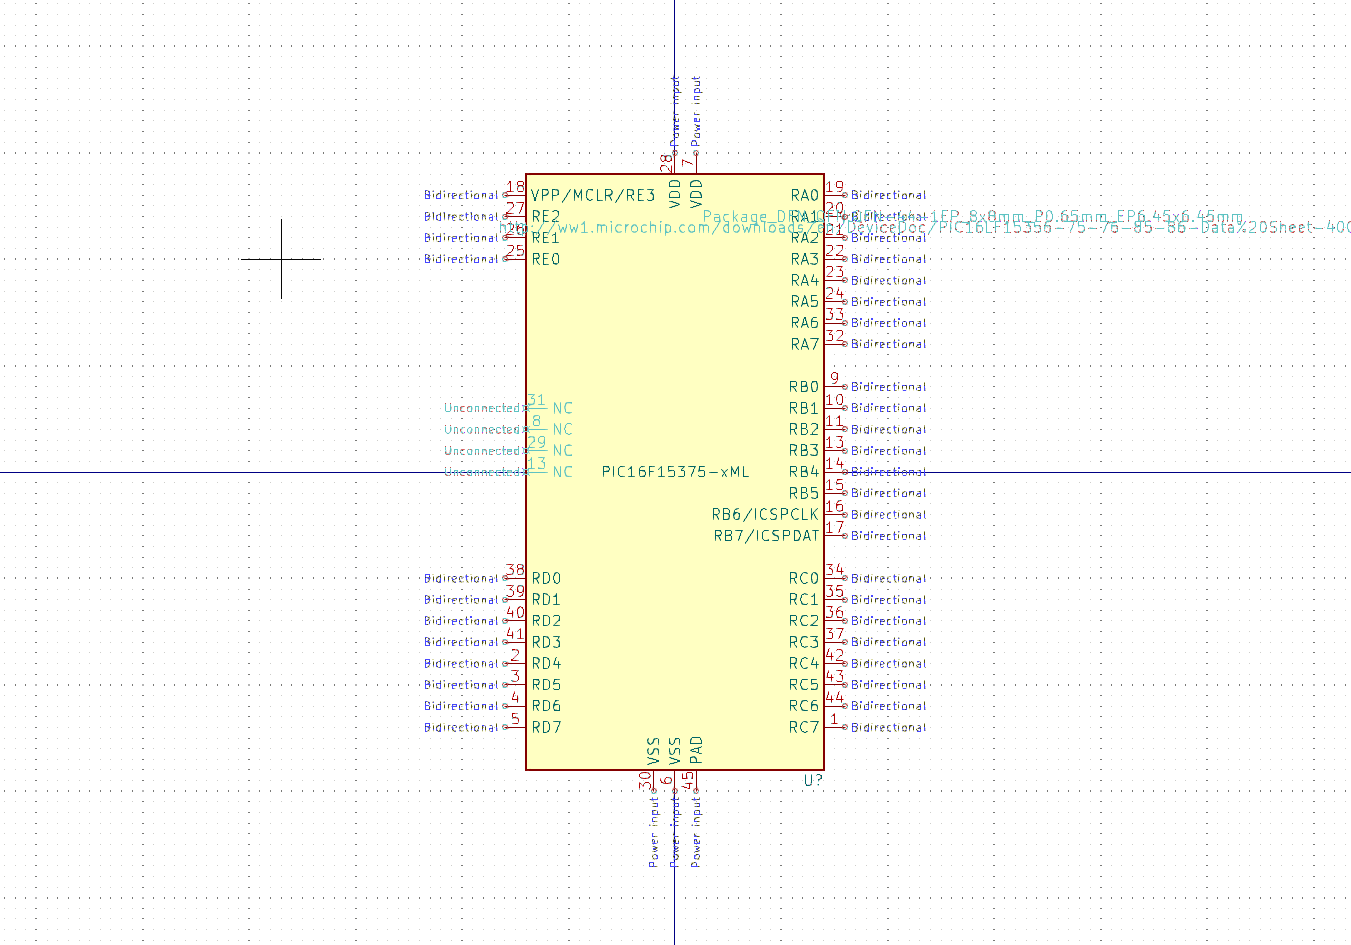 Power input
Power input
28
7
VDD
VDD
Bidirectional 18 VPP/MCLR/RE3
Bidirectional 27 RE2
Bidirectional 26 RE1
Bidirectional 25 RE0
RA0 19 Bidirectional
RA1 20 Bidirectional
RA2 21 Bidirectional
RA3 22 Bidirectional
RA4 23 Bidirectional
RA5 24 Bidirectional
RA6 33 Bidirectional
RA7 32 Bidirectional
http://ww1.microchip.com/downloads/en/DeviceDoc/PIC16LF15356-75-76-85-86-Data%20Sheet-400
RB0 9 Bidirectional
RB1 10 Bidirectional
RB2 11 Bidirectional
RB3 13 Bidirectional
RB4 14 Bidirectional
RB5 15 Bidirectional
RB6/ICSPCLK 16 Bidirectional
RB7/ICSPDAT 17 Bidirectional
Unconnected 31 NC
Unconnected 8 NC
Unconnected 29 NC
Unconnected 13 NC
PIC16F15375-xML
Bidirectional 38 RD0
Bidirectional 39 RD1
Bidirectional 40 RD2
Bidirectional 41 RD3
Bidirectional 2 RD4
Bidirectional 3 RD5
Bidirectional 4 RD6
Bidirectional 5 RD7
RC0 34 Bidirectional
RC1 35 Bidirectional
RC2 36 Bidirectional
RC3 37 Bidirectional
RC4 42 Bidirectional
RC5 43 Bidirectional
RC6 44 Bidirectional
RC7 1 Bidirectional
VSS
VSS
PAD
30
6
45
U?
Power input
Power input
Power input